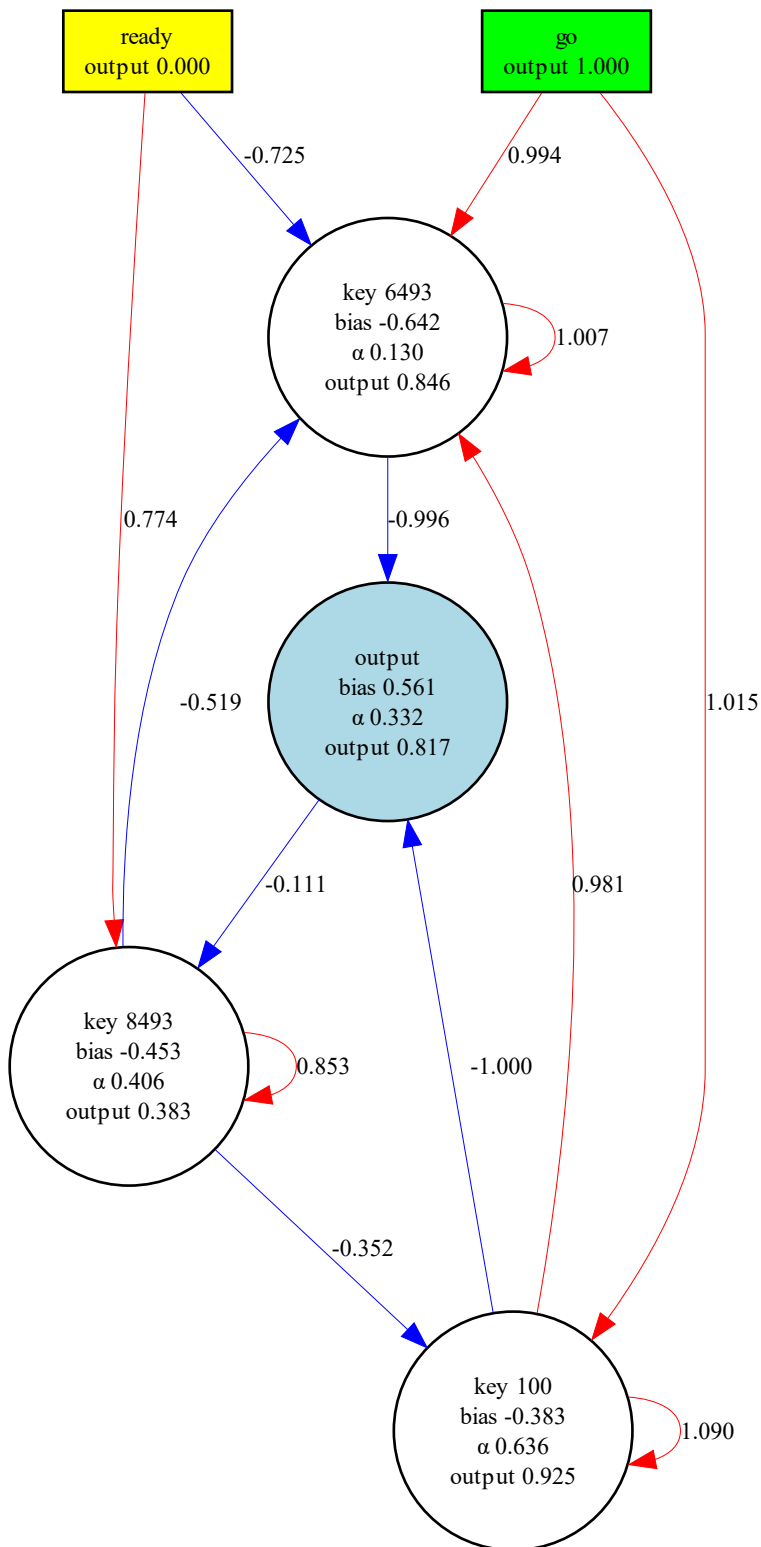 ready
output 0.000
go
output 1.000
-0.725
0.994
key 6493
bias -0.642
α 0.130
output 0.846
1.007
0.774
-0.996
output
bias 0.561
α 0.332
output 0.817
-0.519
1.015
-0.111
0.981
key 8493
bias -0.453
α 0.406
output 0.383
0.853
-1.000
-0.352
key 100
bias -0.383
α 0.636
output 0.925
1.090